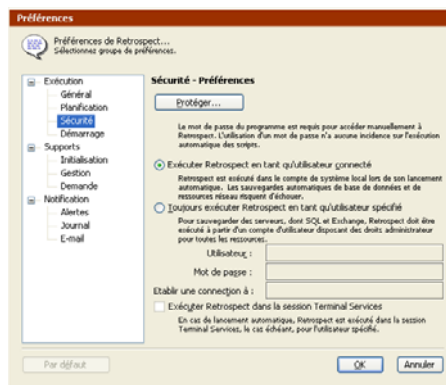 Préférences
Préférences de Retrospect...
Sélectionnez groupe de
préférences.
Exécution
Général
Planification
Sécurité
Démarrage
Supports
Initialisation
Gestion
Demande
Notification
Alertes
Journal
E-mail
Sécurité - Préférences
Protéger...
Le mot de passe du programme est requis pour accéder manuellement à
Retrospect. L'utilisation d'un mot de passe n'a aucune incidence sur l'exécution
automatique des scripts.
Exécuter Retrospect en tant qu'utilisateur connecté
Retrospect est exécuté dans le compte de système local lors de son lancement
automatique. Les sauvegardes automatiques de base de données et de
ressources réseau risquent d'échouer.
Toujours exécuter Retrospect en tant qu'utilisateur spécifié
Pour sauvegarder des serveurs, dont SQL et Exchange, Retrospect doit être
exécuté à partir d'un compte d'utilisateur disposant des droits administrateur
pour toutes les ressources.
Utilisateur :
Mot de passe :
Etablir une connection à :
Exécuter Retrospect dans la session Terminal Services
En cas de lancement automatique, Retrospect est exécuté dans la session
Terminal Services, le cas échéant, pour l'utilisateur spécifié.
Par défaut
OK
Annuler